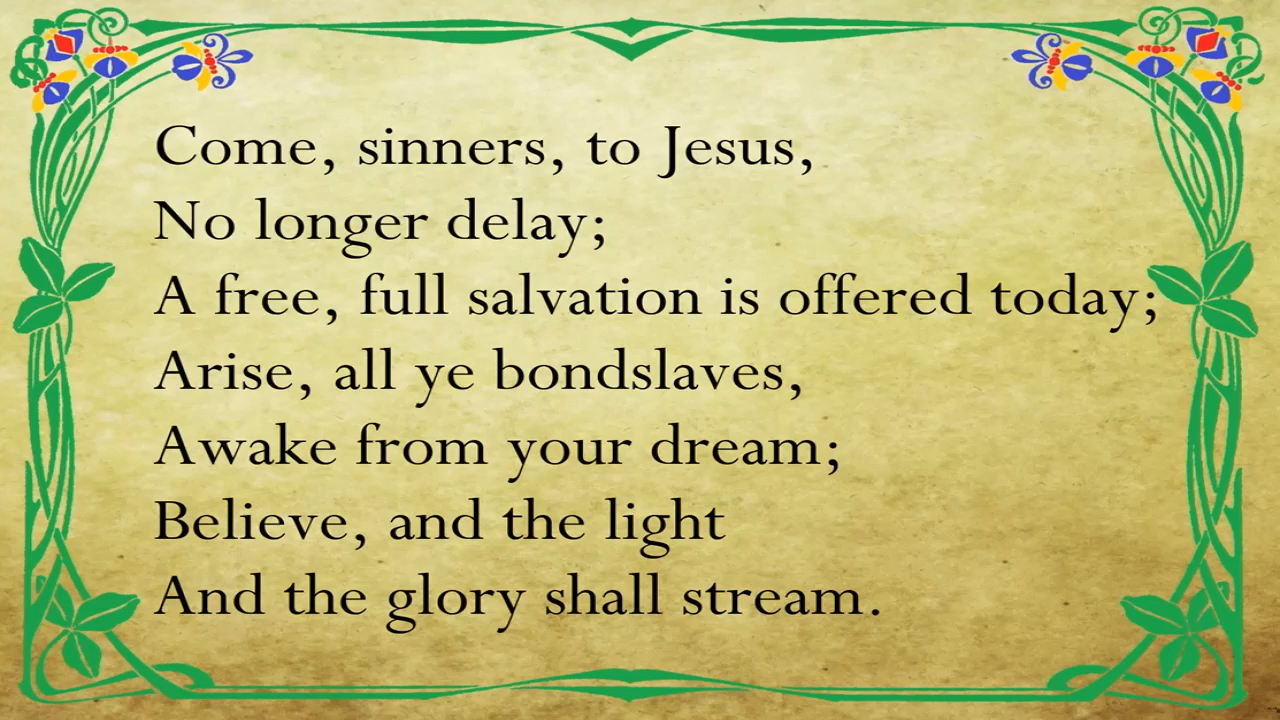 Come, sinners, to Jesus,
No longer delay;
A free, full salvation is offered today;
Arise, all ye bondslaves,
Awake from your dream;
Believe, and the light
And the glory shall stream.